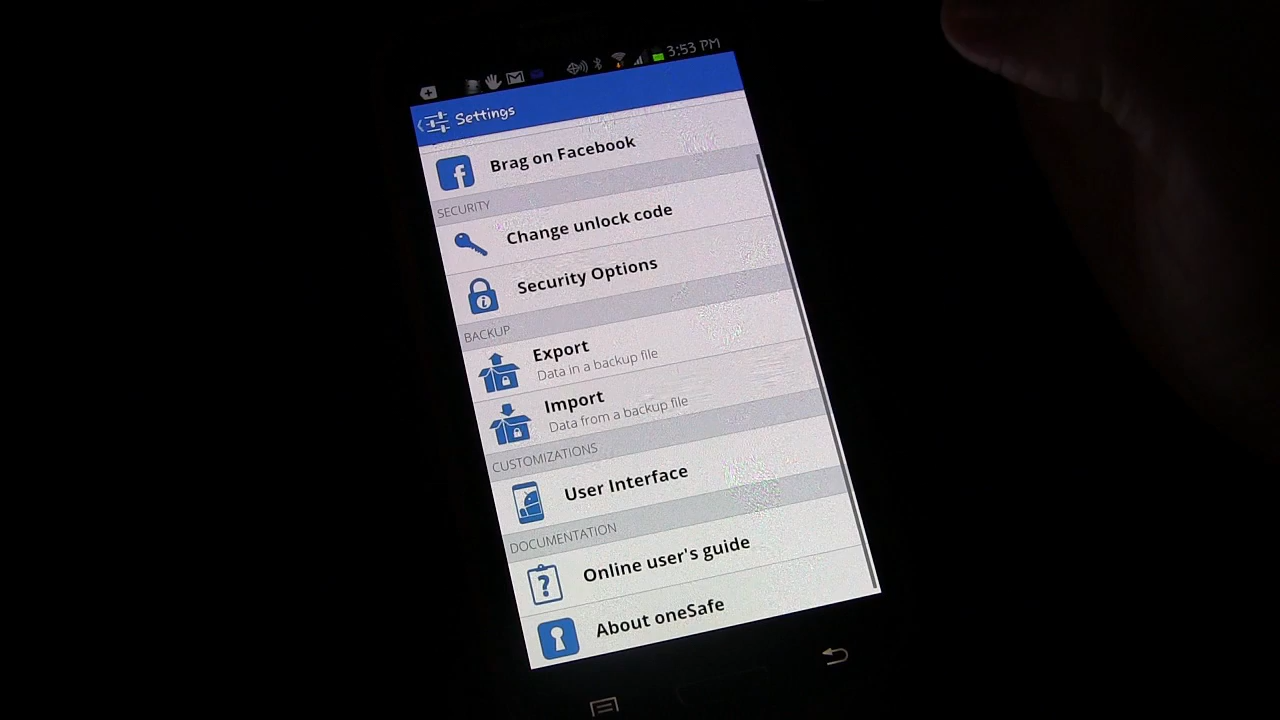 3:53 PM
Settings
Brag on Facebook
SECURITY
Change unlock code
Security Options
BACKUP
Export
Data in a backup file
Import
Data from a backup file
CUSTOMIZATIONS
User Interface
DOCUMENTATION
Online user's guide
About oneSafe